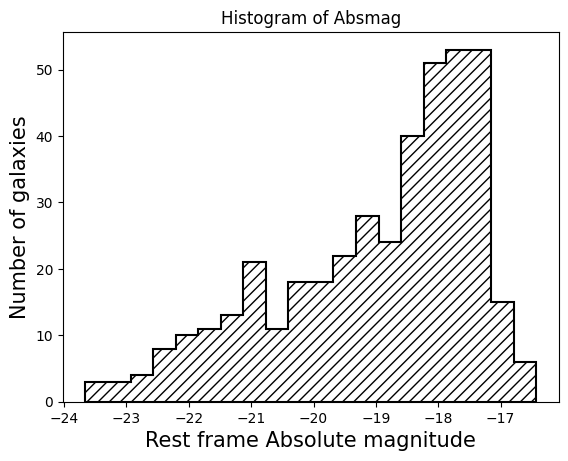 Histogram of Absmag
Number of galaxies
50
40
30
20
10
0
−24 −23 −22 −21 −20 −19 −18 −17
Rest frame Absolute magnitude